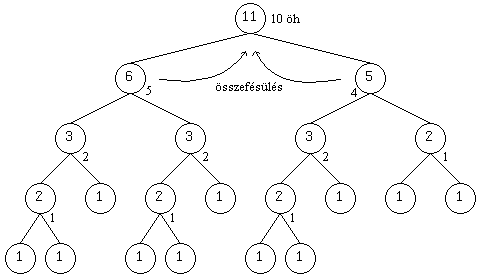 11 10 öh
6 5 5 4
összefésülés
3 2 3 2 3 2 2 1
2 1 1 2 1 1 2 1 1 1 1
1 1 1 1 1 1